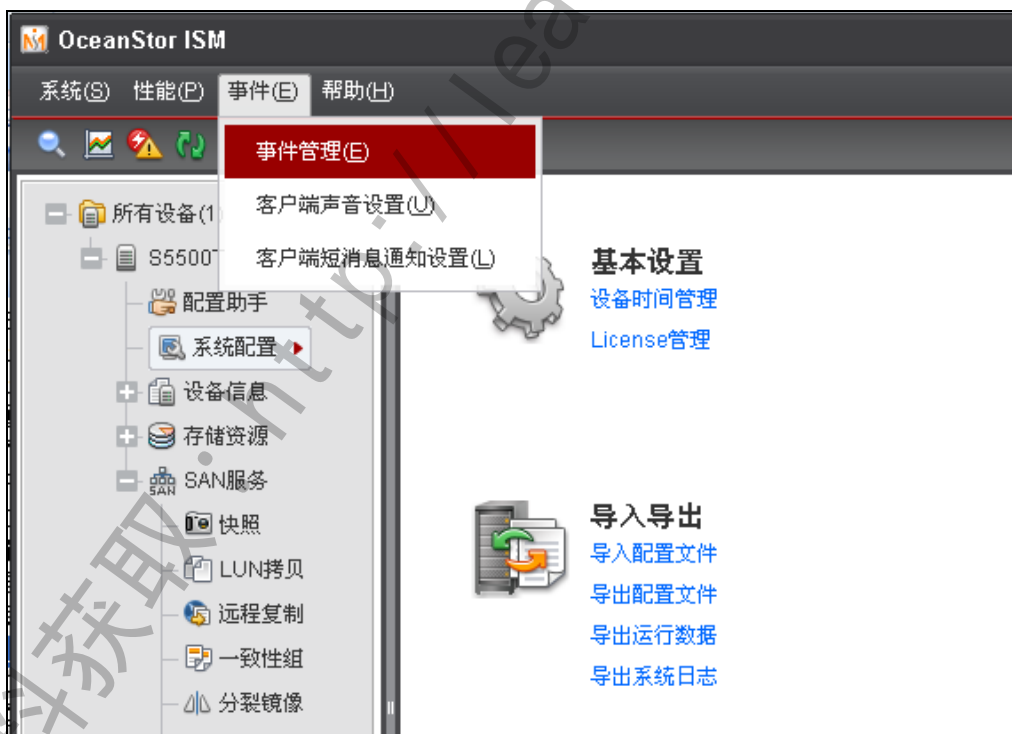 OceanStor ISM
系统(S) 性能(P) 事件(E) 帮助(H)
事件管理(E)
客户端声音设置(U)
客户端短消息通知设置(L)
所有设备(1
S5500T
配置助手
系统配置
设备信息
存储资源
SAN服务
快照
LUN拷贝
远程复制
一致性组
分裂镜像
基本设置
设备时间管理
License管理
导入导出
导入配置文件
导出配置文件
导出运行数据
导出系统日志
获取:http://lea